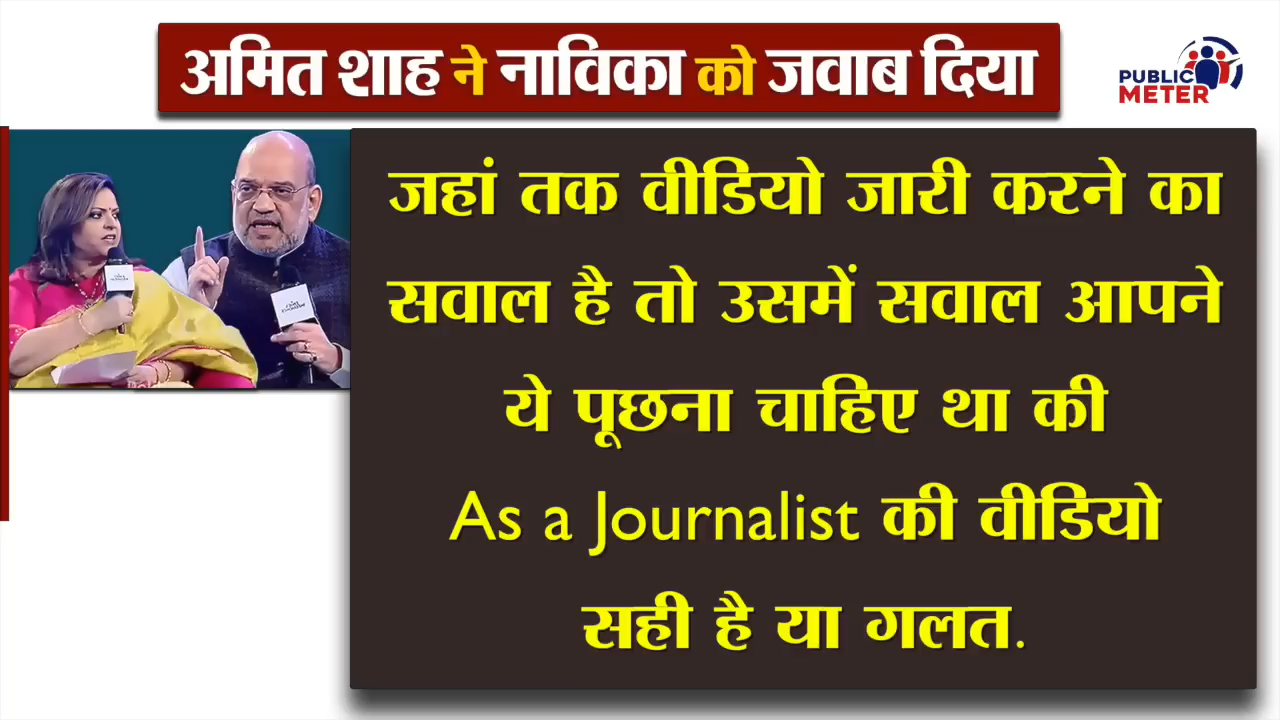 अमित शाह ने नाविका को जवाब दिया
PUBLIC
METER
जहां तक वीडियो जारी करने का
सवाल है तो उसमें सवाल आपने
ये पूछना चाहिए था की
As a Journalist की वीडियो
सही है या गलत.